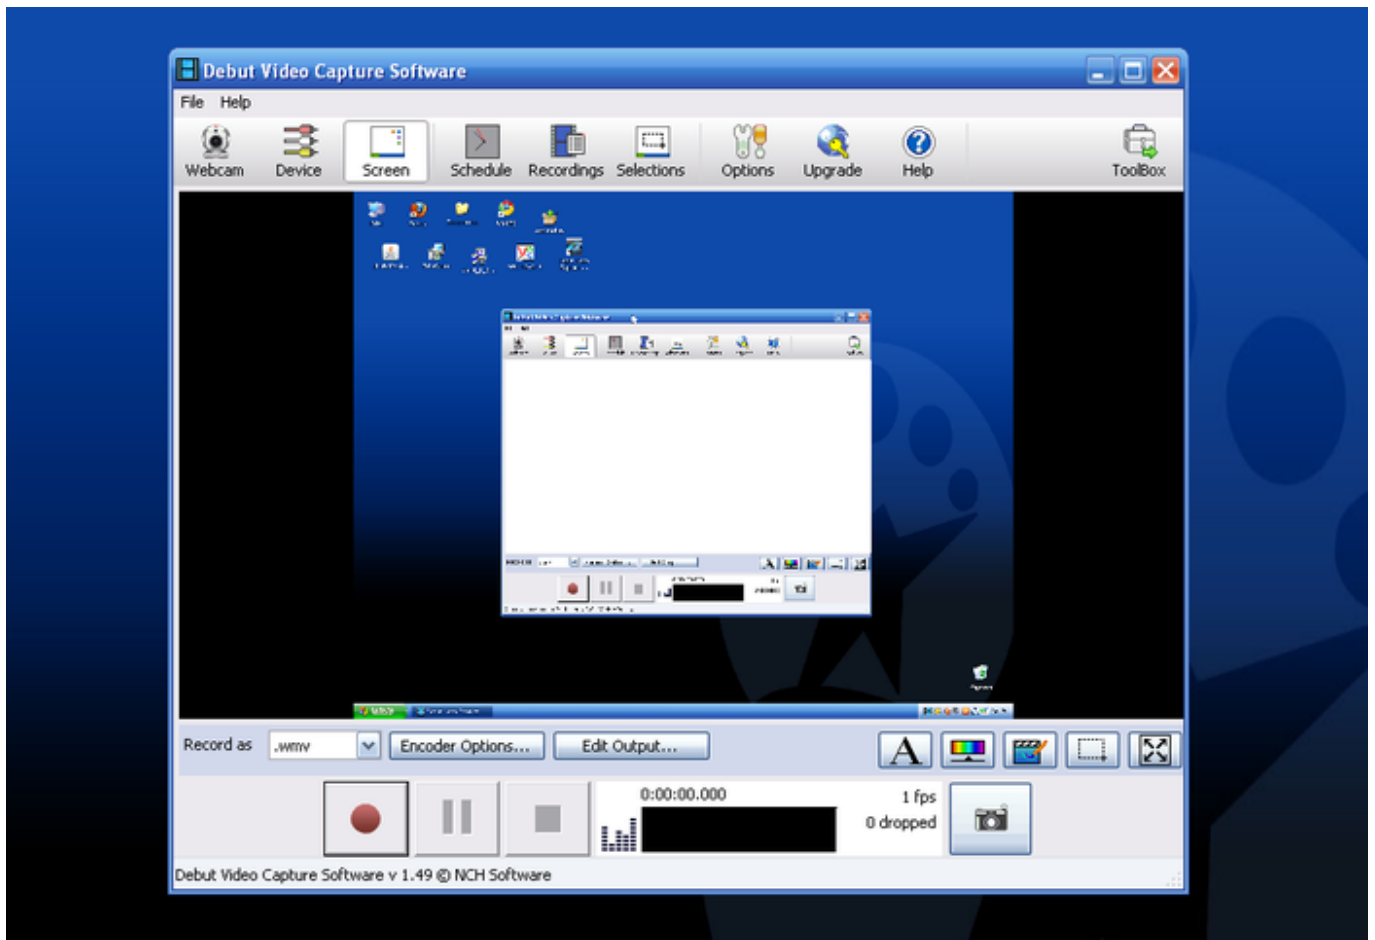 Debut Video Capture Software
File Help
Webcam Device Screen Schedule Recordings Selections Options Upgrade Help ToolBox
Record as .wmv Encoder Options... Edit Output... A
0:00:00.000 1 fps
0 dropped
Debut Video Capture Software v 1.49 © NCH Software